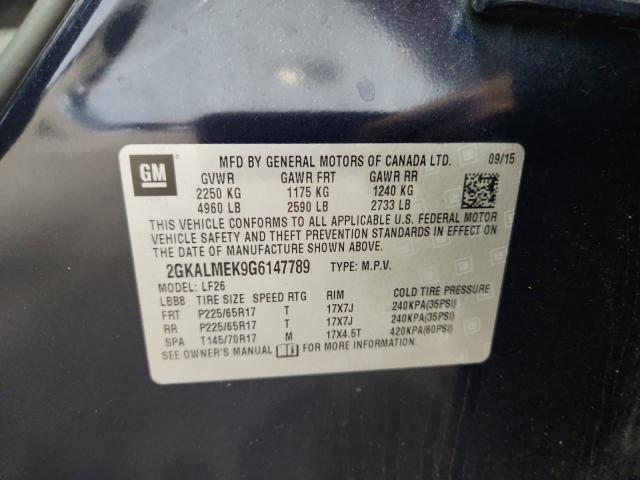 GM
MFD BY GENERAL MOTORS OF CANADA LTD. 09/15
GVWR GAWR FRT GAWR RR
2250 KG 1175 KG 1240 KG
4960 LB 2590 LB 2733 LB
THIS VEHICLE CONFORMS TO ALL APPLICABLE U.S. FEDERAL MOTOR
VEHICLE SAFETY AND THEFT PREVENTION STANDARDS IN EFFECT ON
THE DATE OF MANUFACTURE SHOWN ABOVE.
2GKALMEK9G6147789 TYPE: M.P.V.
MODEL: LF26
LBBB TIRE SIZE SPEED RTG RIM COLD TIRE PRESSURE
FRT P225/65R17 T 17X7J 240KPA(35PSI)
RR P225/65R17 T 17X7J 240KPA(35PSI)
SPA T145/70R17 M 17X4.5T 420KPA(60PSI)
SEE OWNER'S MANUAL FOR MORE INFORMATION.